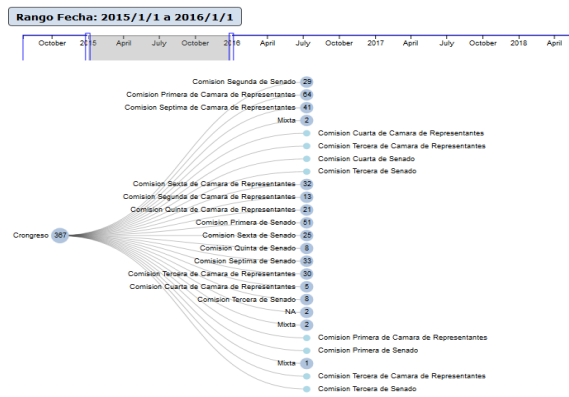 Rango Fecha: 2015/1/1 a 2016/1/1
October 2015 April July October 2016 April July October 2017 April July October 2018 April
Comision Segunda de Senado 29
Comision Primera de Camara de Representantes 64
Comision Septima de Camara de Representantes 41
Mixta 2
Comision Cuarta de Camara de Representantes
Comision Tercera de Camara de Representantes
Comision Cuarta de Senado
Comision Tercera de Senado
Comision Sexta de Camara de Representantes 32
Comision Segunda de Camara de Representantes 13
Comision Quinta de Camara de Representantes 21
Comision Primera de Senado 51
Crongreso 367
Comision Sexta de Senado 25
Comision Quinta de Senado 8
Comision Septima de Senado 33
Comision Tercera de Camara de Representantes 30
Comision Cuarta de Camara de Representantes 5
Comision Tercera de Senado 8
NA 2
Mixta 2
Comision Primera de Camara de Representantes
Comision Primera de Senado
Mixta 1
Comision Tercera de Camara de Representantes
Comision Tercera de Senado